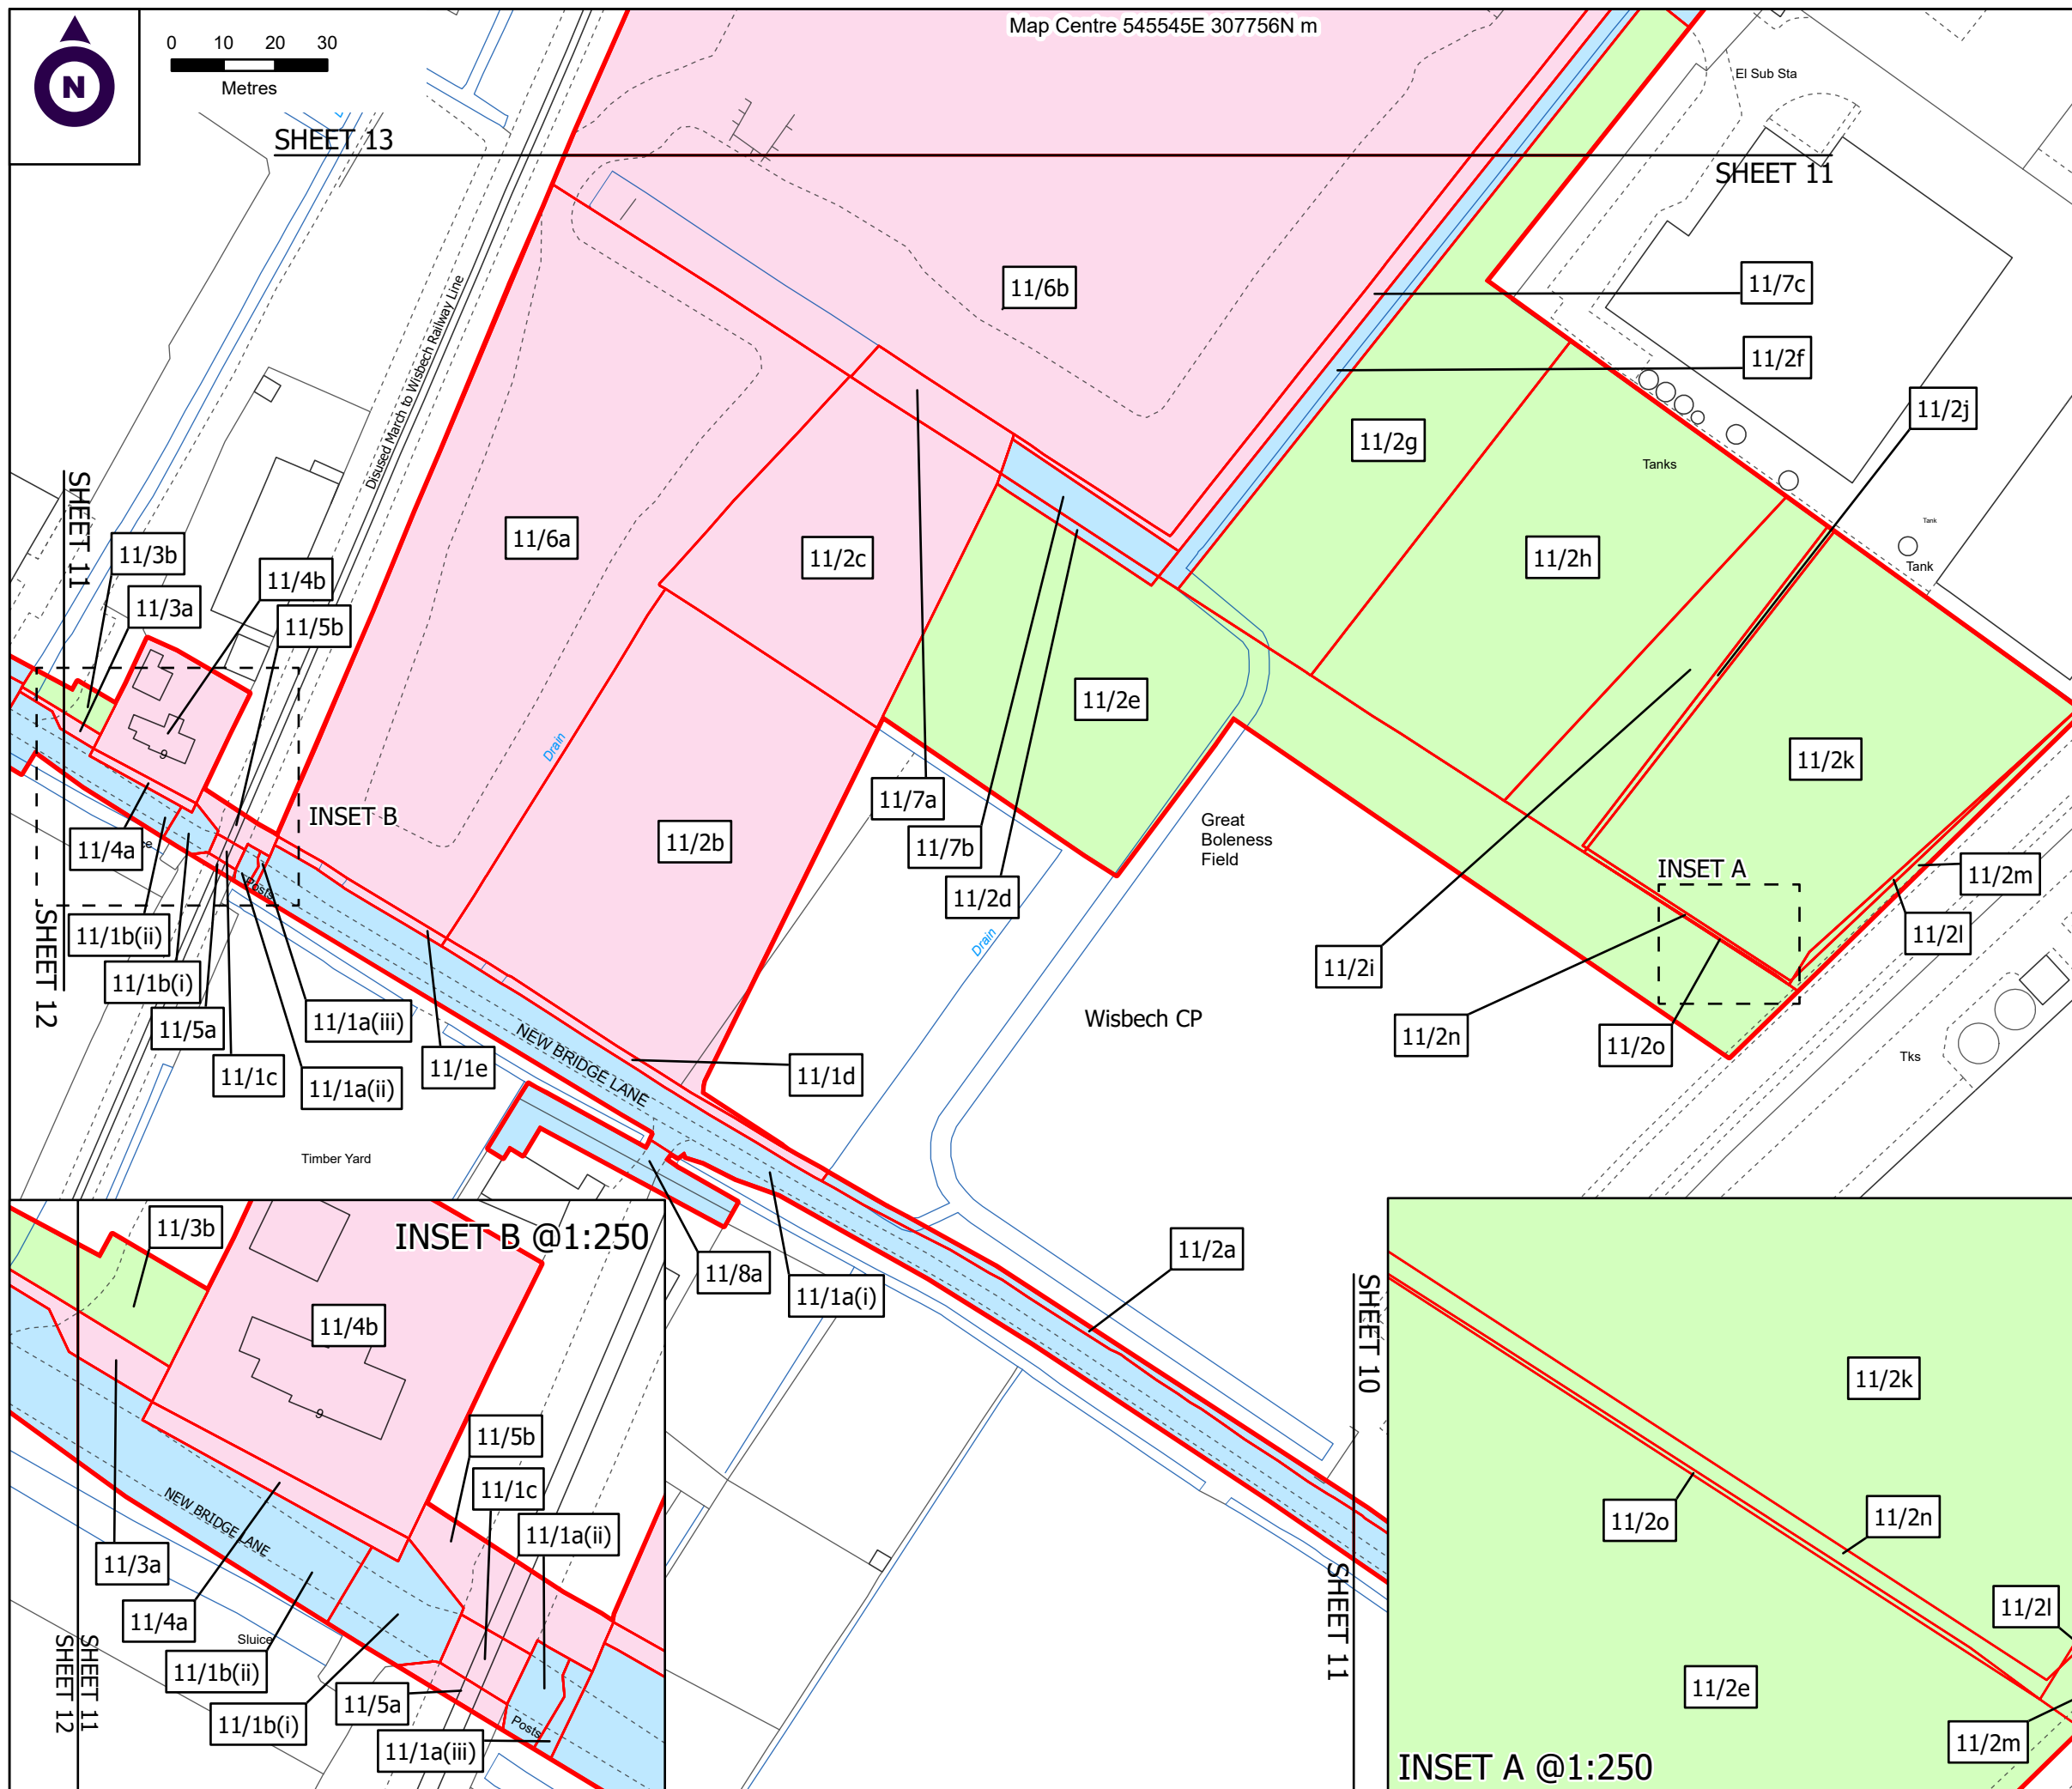 Map Centre 545545E 307756N m
N
0 10 20 30
Metres
SHEET 13
SHEET 11
El Sub Sta
11/6b
11/7c
11/2f
11/2j
11/2g
Tanks
Tank
Tank
Disused March to Wisbech Railway Line
11/6a
11/2c
11/2h
SHEET 11
11/3b
11/3a
11/4b
11/5b
9
11/2e
11/2k
Drain
INSET B
11/7a
11/7b
11/2d
11/2b
Great
Boleness
Field
INSET A
11/2m
11/2l
11/4a
ce
Posts
11/1b(ii)
11/1b(i)
11/5a
SHEET 12
11/1a(iii)
11/1c
11/1a(ii)
11/1e
NEW BRIDGE LANE
11/1d
Drain
Wisbech CP
11/2i
11/2n
11/2o
Tks
Timber Yard
11/8a
11/1a(i)
11/2a
SHEET 10
SHEET 11
INSET B @1:250
11/3b
11/4b
9
11/5b
11/1c
11/1a(ii)
NEW BRIDGE LANE
11/3a
11/4a
Sluice
11/1b(ii)
11/1b(i)
11/5a
Posts
11/1a(iii)
SHEET 11
SHEET 12
11/2k
11/2o
11/2n
11/2l
11/2e
11/2m
INSET A @1:250